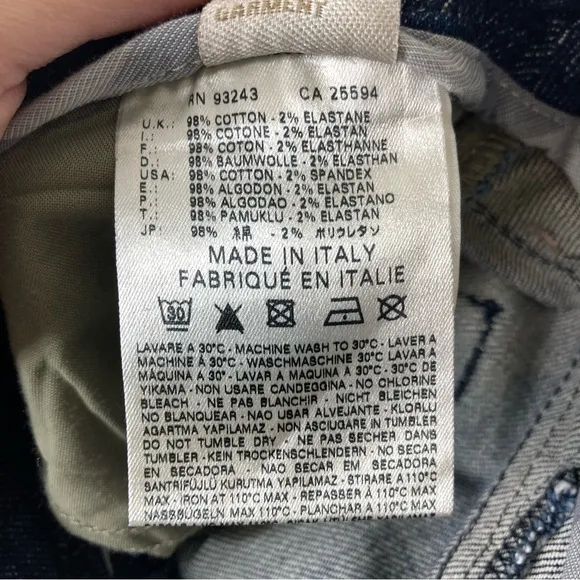 GARMENT
RN 93243 CA 25594
U.K.: 98% COTTON - 2% ELASTANE
I.: 98% COTONE - 2% ELASTAN
F.: 98% COTON - 2% ELASTHANNE
D.: 98% BAUMWOLLE - 2% ELASTHAN
USA: 98% COTTON - 2% SPANDEX
E.: 98% ALGODON - 2% ELASTAN
P.: 98% ALGODAO - 2% ELASTANO
T.: 98% PAMUKLU - 2% ELASTAN
JP: 98% 綿 - 2% ポリウレタン
MADE IN ITALY
FABRIQUÉ EN ITALIE
30
LAVARE A 30°C - MACHINE WASH TO 30°C - LAVER A
MACHINE À 30°C - WASCHMASCHINE 30°C - LAVAR A
MÁQUINA A 30° - LAVAR A MAQUINA A 30°C - 30°C DE
YIKAMA - NON USARE CANDEGGINA - NO CHLORINE
BLEACH - NE PAS BLANCHIR - NICHT BLEICHEN
NO BLANQUEAR - NAO USAR ALVEJANTE - KLORLU
AGARTMA YAPILAMAZ - NON ASCIUGARE IN TUMBLER
DO NOT TUMBLE DRY - NE PAS SECHER DANS
TUMBLER - KEIN TROCKENSCHLEUNDERN - NO SECAR
EN SECADORA - NÃO SECAR EM SECADORA
SANTRIFÜJLÜ KURUTMA YAPILAMAZ - STIRARE A 110°C
MAX - IRON AT 110°C MAX - REPASSER À 110°C MAX
NASSBÜGELN MAX 110°C - PLANCHAR A 110°C MAX